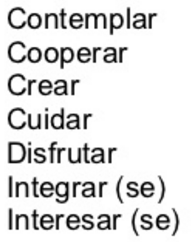 Contemplar
Cooperar
Crear
Cuidar
Disfrutar
Integrar (se)
Interesar (se)